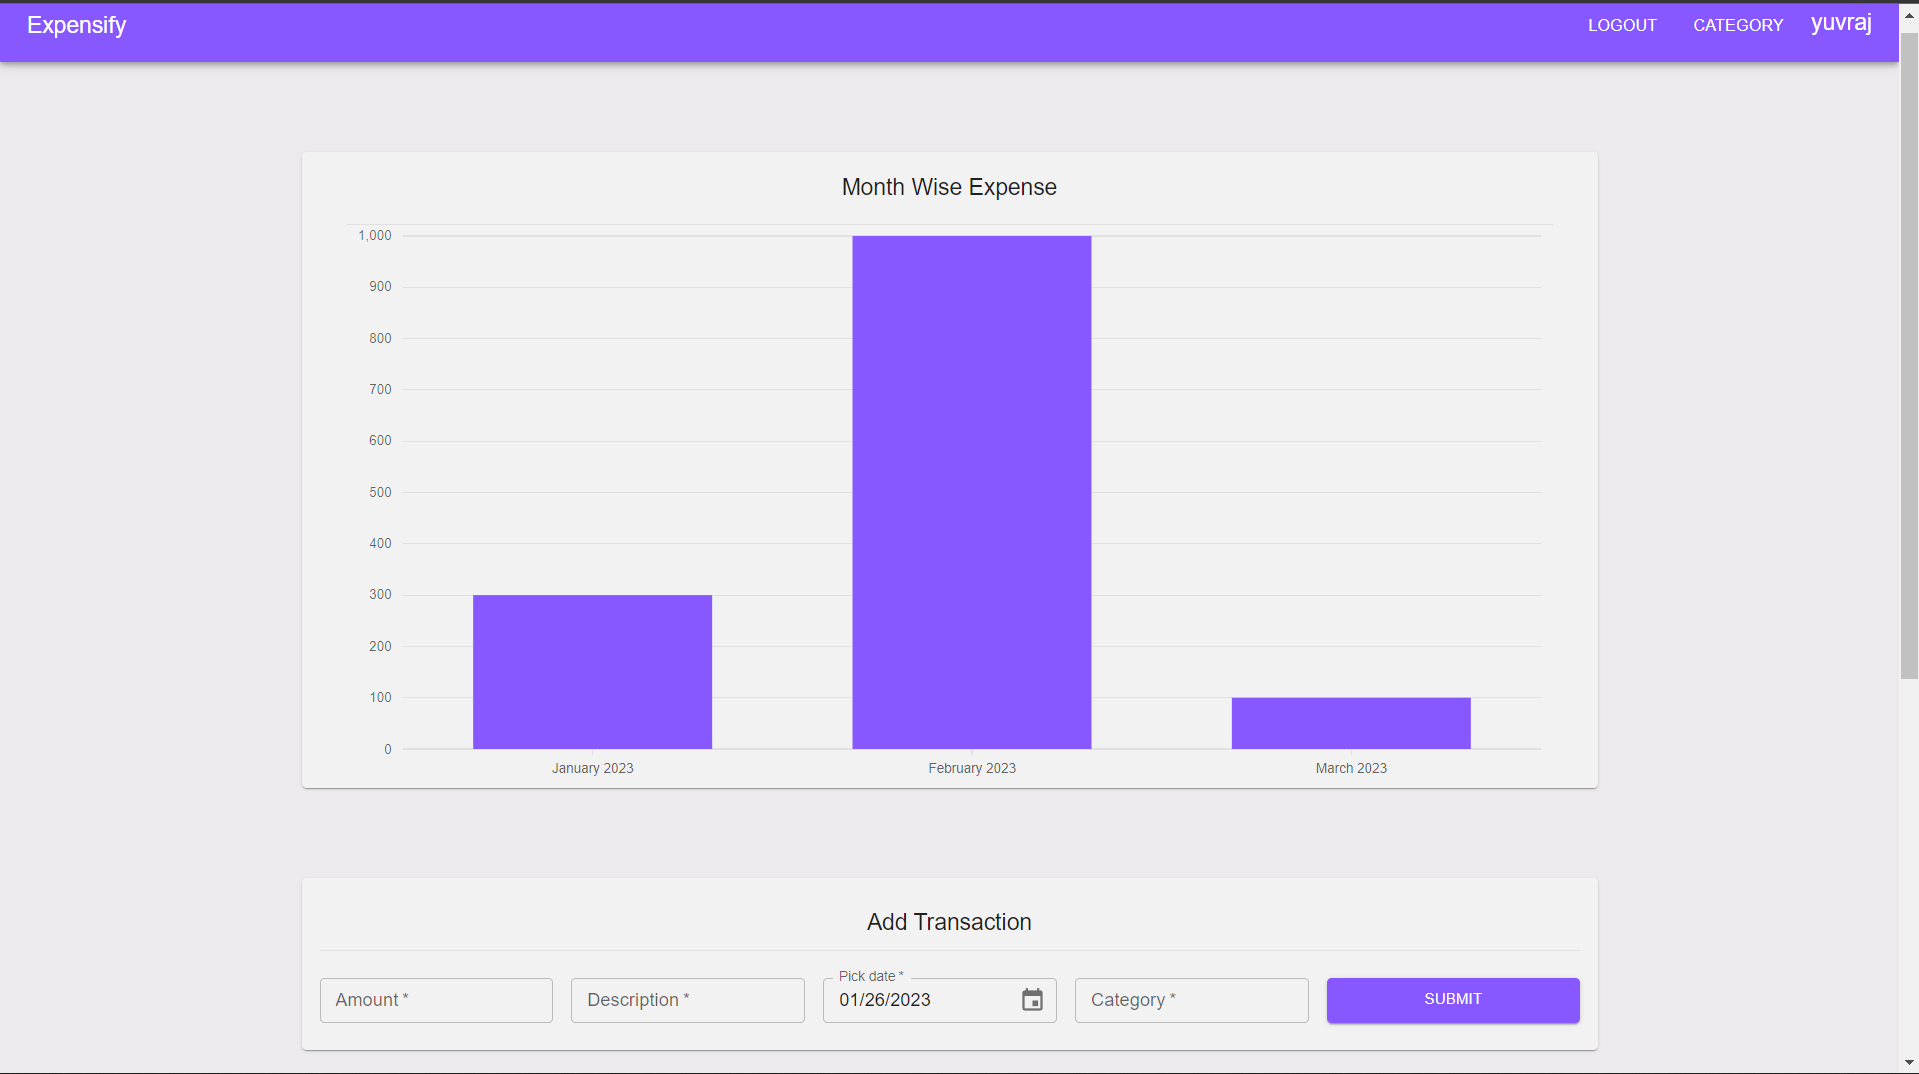 Expensify LOGOUT CATEGORY yuvraj
Month Wise Expense
1,000
900
800
700
600
500
400
300
200
100
0
January 2023 February 2023 March 2023
Add Transaction
Pick date *
Amount * Description * 01/26/2023 Category * SUBMIT